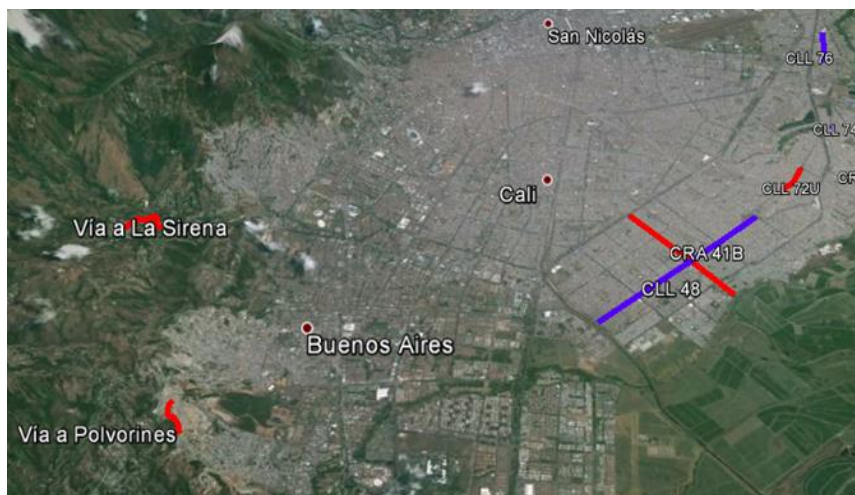 San Nicolás
CLL 76
CLL 74
Cali
CLL 72U
CR
Vía a La Sirena
CRA 41B
CLL 48
Buenos Aires
Vía a Polvorines